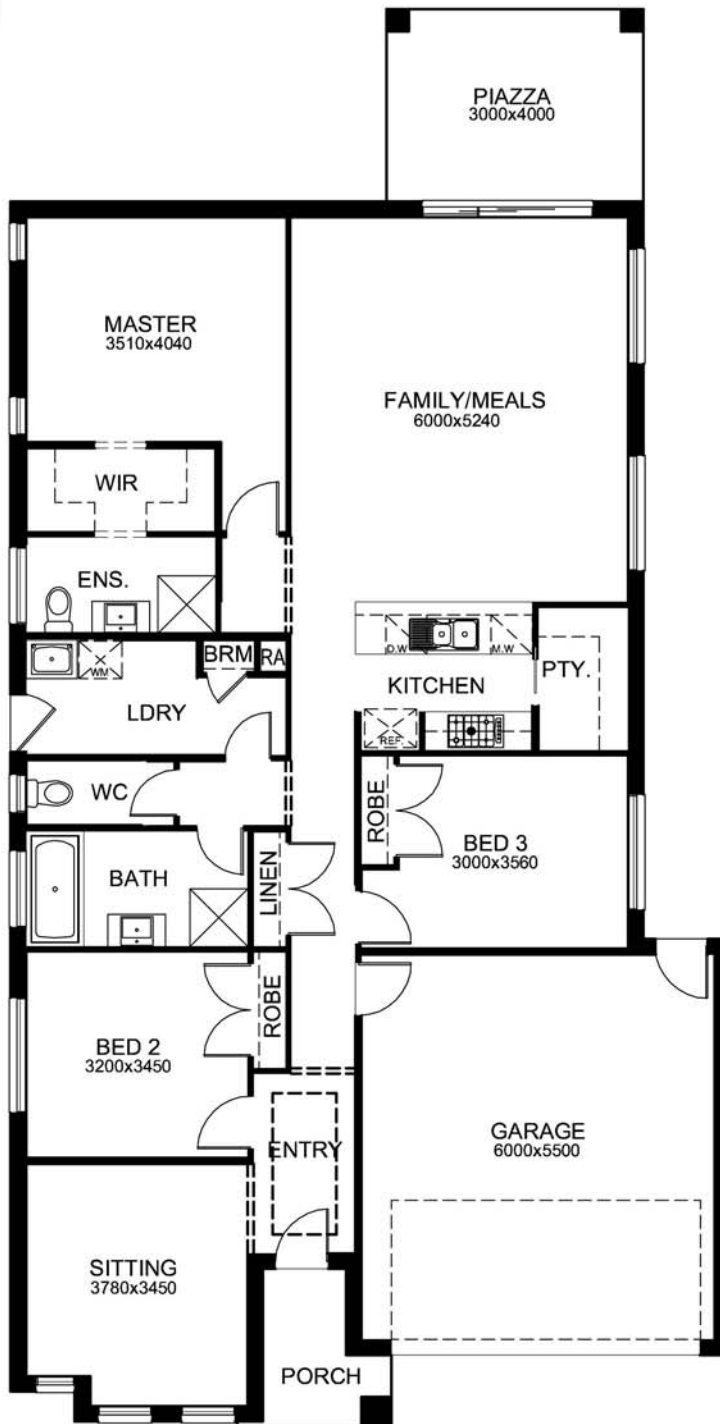 PIAZZA
3000x4000
MASTER
3510x4040
FAMILY/MEALS
6000x5240
WIR
ENS.
D.W
M.W
BRM
RA
WM
KITCHEN
PTY.
LDRY
REF
WC
ROBE
BED 3
3000x3560
BATH
LINEN
ROBE
BED 2
3200x3450
GARAGE
6000x5500
ENTRY
SITTING
3780x3450
PORCH